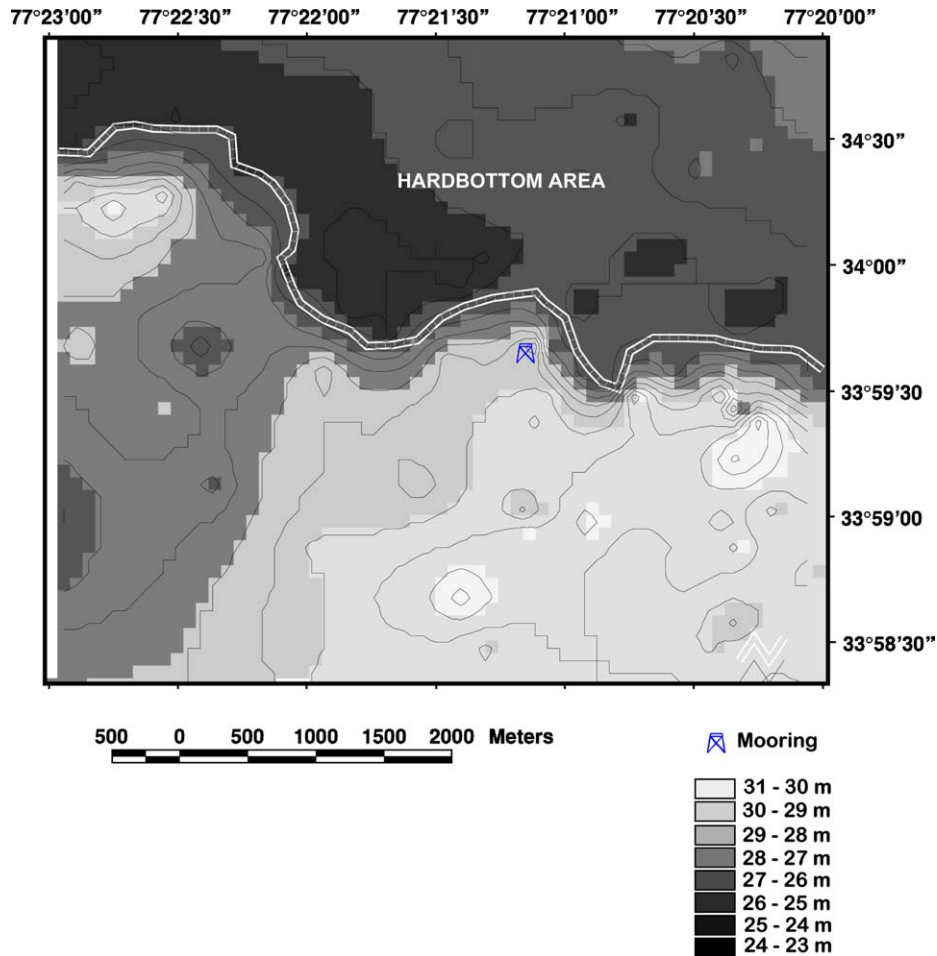 77°23'00” 77°22'30” 77°22'00” 77°21'30” 77°21'00” 77°20'30” 77°20'00”
34°0'30”
HARDBOTTOM AREA
34°00'00”
33°59'30”
33°59'00”
33°58'30”
500 0 500 1000 1500 2000 Meters
Mooring
31 - 30 m
30 - 29 m
29 - 28 m
28 - 27 m
27 - 26 m
26 - 25 m
25 - 24 m
24 - 23 m